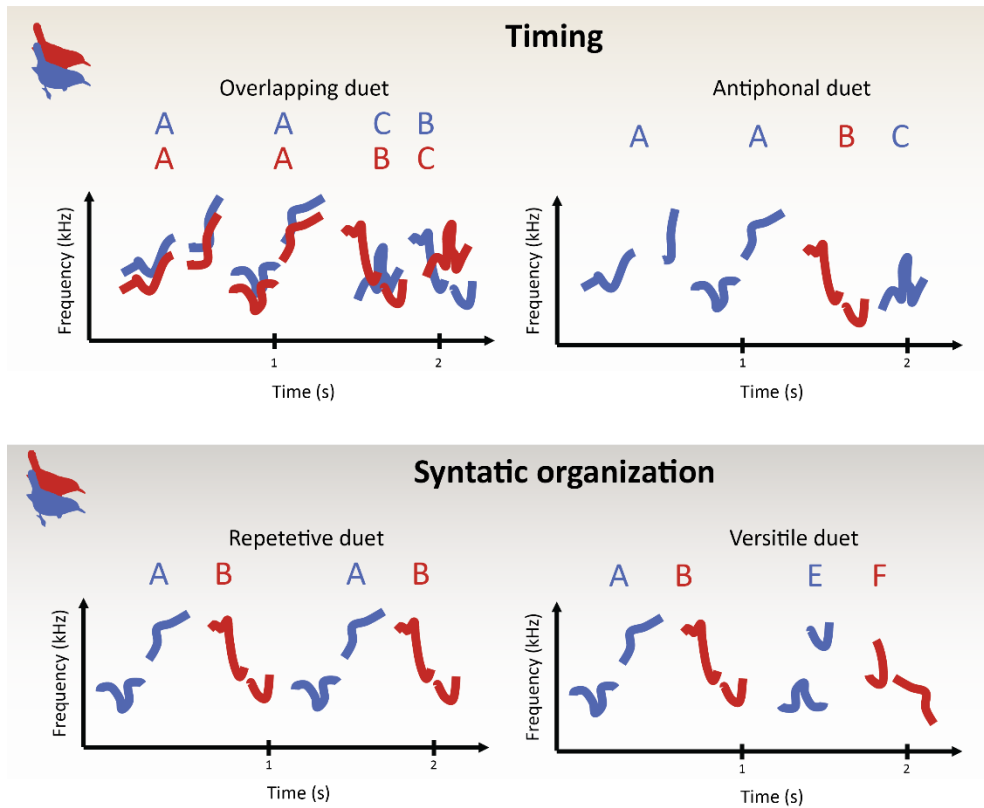 Timing
Overlapping duet
A A C B
A A B C
Frequency (kHz)
1 2
Time (s)
Antiphonal duet
A A B C
Frequency (kHz)
1 2
Time (s)
Syntatic organization
Repetetive duet
A B A B
Frequency (kHz)
1 2
Time (s)
Versitile duet
A B E F
Frequency (kHz)
1 2
Time (s)